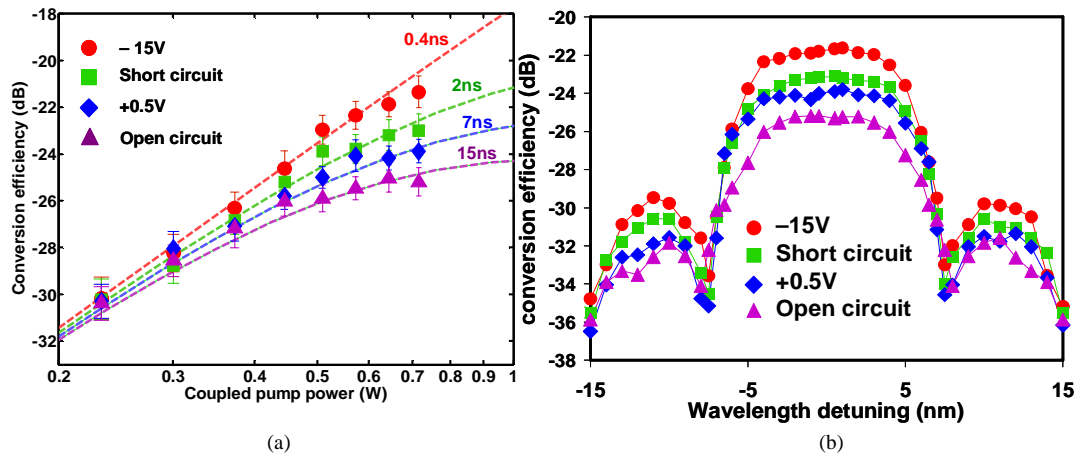 -18
-20
-22
-24
-26
-28
-30
-32
Conversion efficiency (dB)
– 15V
Short circuit
+0.5V
Open circuit
0.4ns
2ns
7ns
15ns
0.2
0.3
0.4
0.5
0.6
0.7
0.8
0.9
1
Coupled pump power (W)
(a)
-20
-22
-24
-26
-28
-30
-32
-34
-36
-38
conversion efficiency (dB)
–15V
Short circuit
+0.5V
Open circuit
-15
-5
5
15
Wavelength detuning (nm)
(b)